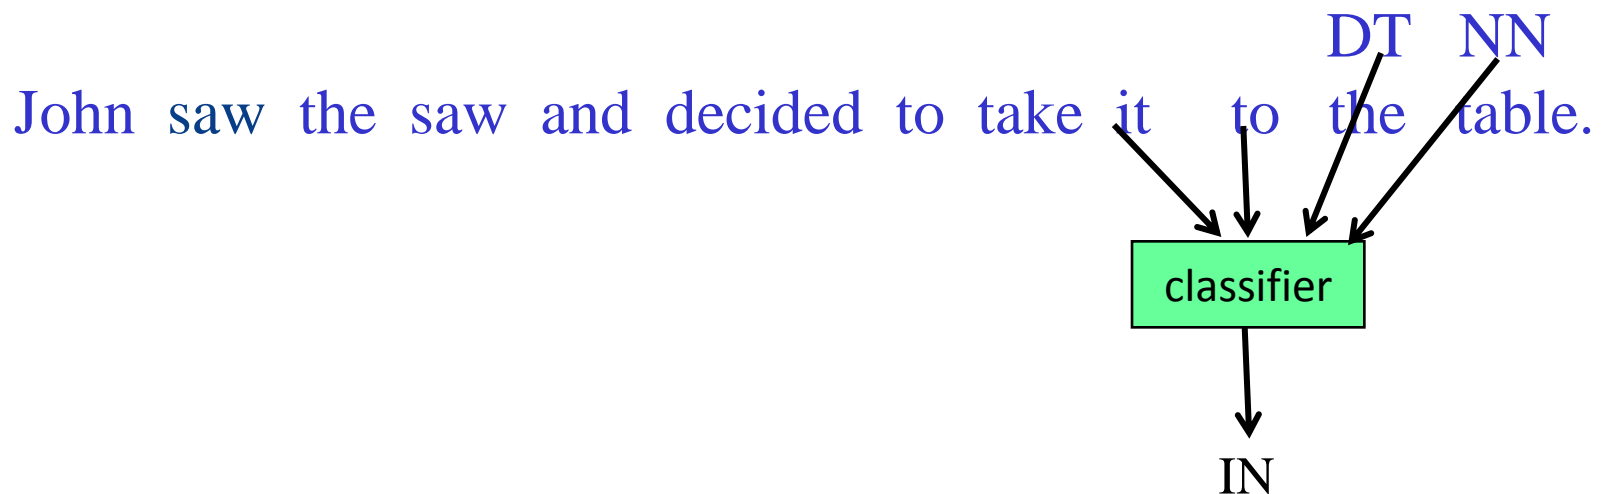 DT NN
John saw the saw and decided to take it to the table.
classifier
IN